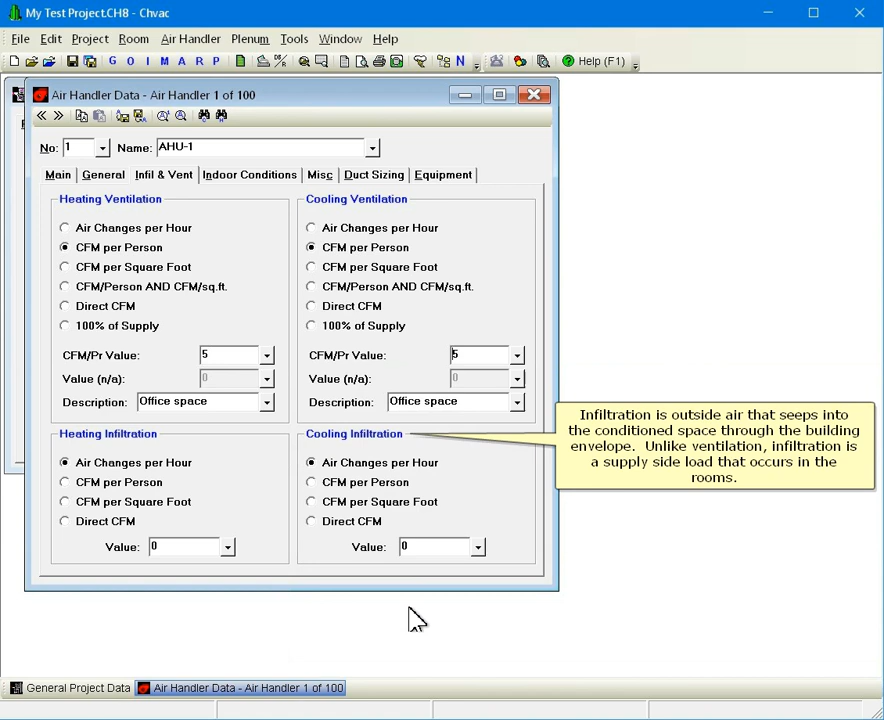 My Test Project.CH8 - Chvac
File Edit Project Room Air Handler Plenum Tools Window Help
G O I M A R P N Help (F1)
Air Handler Data - Air Handler 1 of 100
No: 1 Name: AHU-1
Main General Infil & Vent Indoor Conditions Misc Duct Sizing Equipment
Heating Ventilation
Air Changes per Hour
CFM per Person
CFM per Square Foot
CFM/Person AND CFM/sq.ft.
Direct CFM
100% of Supply
CFM/Pr Value: 5
Value (n/a): 0
Description: Office space
Cooling Ventilation
Air Changes per Hour
CFM per Person
CFM per Square Foot
CFM/Person AND CFM/sq.ft.
Direct CFM
100% of Supply
CFM/Pr Value: 5
Value (n/a): 0
Description: Office space
Heating Infiltration
Air Changes per Hour
CFM per Person
CFM per Square Foot
Direct CFM
Value: 0
Cooling Infiltration
Air Changes per Hour
CFM per Person
CFM per Square Foot
Direct CFM
Value: 0
Infiltration is outside air that seeps into
the conditioned space through the building
envelope. Unlike ventilation, infiltration is
a supply side load that occurs in the
rooms.
General Project Data Air Handler Data - Air Handler 1 of 100